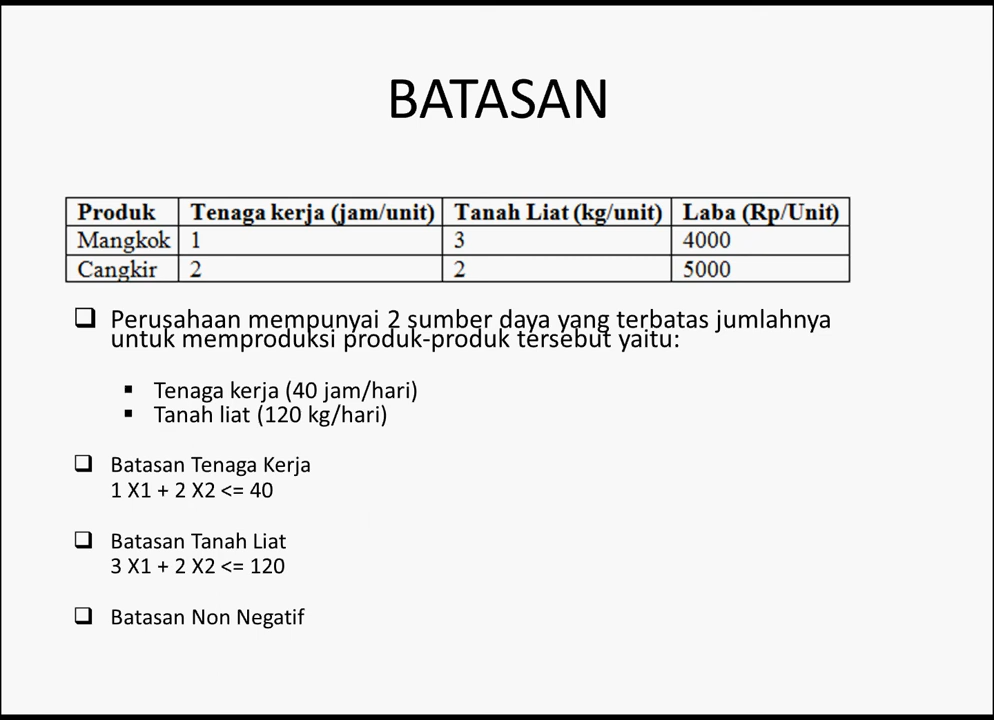 BATASAN
Produk Tenaga kerja (jam/unit) Tanah Liat (kg/unit) Laba (Rp/Unit)
Mangkok 1 3 4000
Cangkir 2 2 5000
Perusahaan mempunyai 2 sumber daya yang terbatas jumlahnya
untuk memproduksi produk-produk tersebut yaitu:
Tenaga kerja (40 jam/hari)
Tanah liat (120 kg/hari)
Batasan Tenaga Kerja
1 X1 + 2 X2 <= 40
Batasan Tanah Liat
3 X1 + 2 X2 <= 120
Batasan Non Negatif